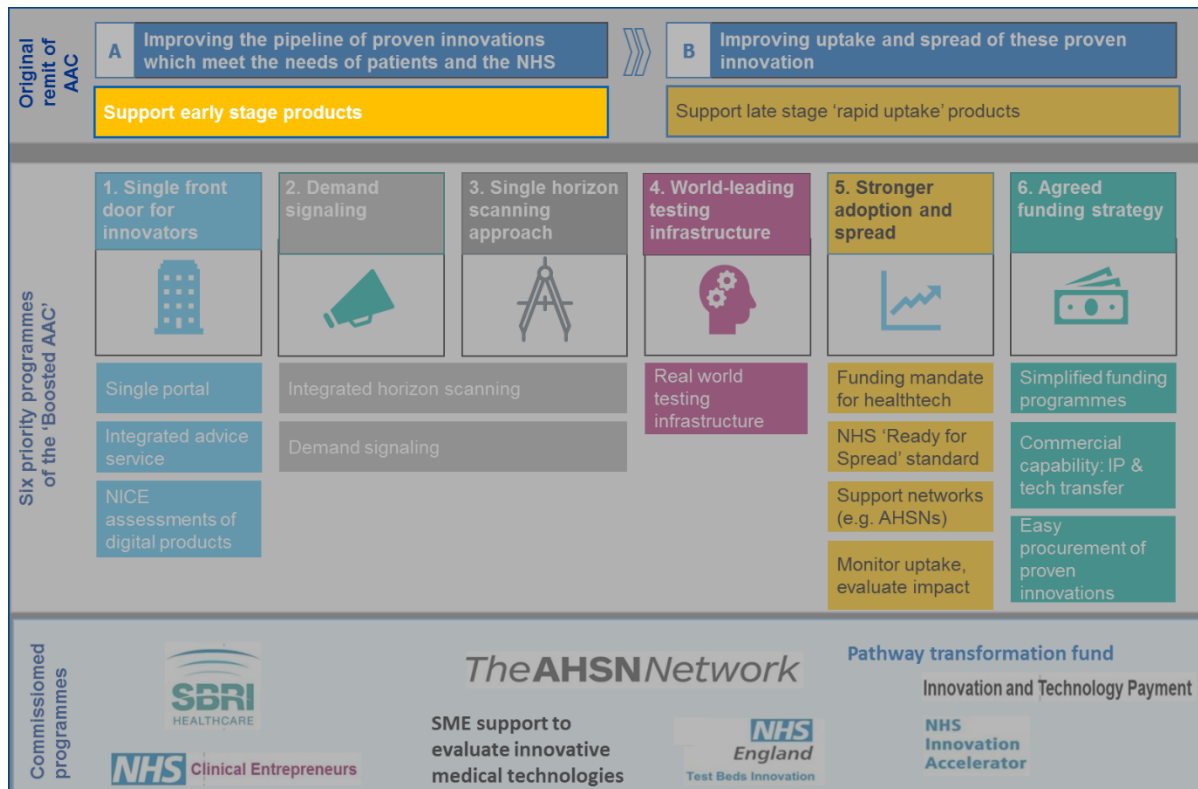 Original
remit of
AAC
A
Improving the pipeline of proven innovations
which meet the needs of patients and the NHS
B
Improving uptake and spread of these proven
innovation
Support early stage products
Support late stage ‘rapid uptake’ products
Six priority programmes
of the ‘Boosted AAC’
1. Single front
door for
innovators
2. Demand
signaling
3. Single horizon
scanning
approach
4. World-leading
testing
infrastructure
5. Stronger
adoption and
spread
6. Agreed
funding strategy
Single portal
Integrated advice
service
NICE
assessments of
digital products
Integrated horizon scanning
Demand signaling
Real world
testing
infrastructure
Funding mandate
for healthtech
NHS ‘Ready for
Spread’ standard
Support networks
(e.g. AHSNs)
Monitor uptake,
evaluate impact
Simplified funding
programmes
Commercial
capability: IP &
tech transfer
Easy
procurement of
proven
innovations
Commissiomed
programmes
SBRI
HEALTHCARE
NHS Clinical Entrepreneurs
TheAHSNNetwork
SME support to
evaluate innovative
medical technologies
NHS
England
Test Beds Innovation
Pathway transformation fund
Innovation and Technology Payment
NHS
Innovation
Accelerator